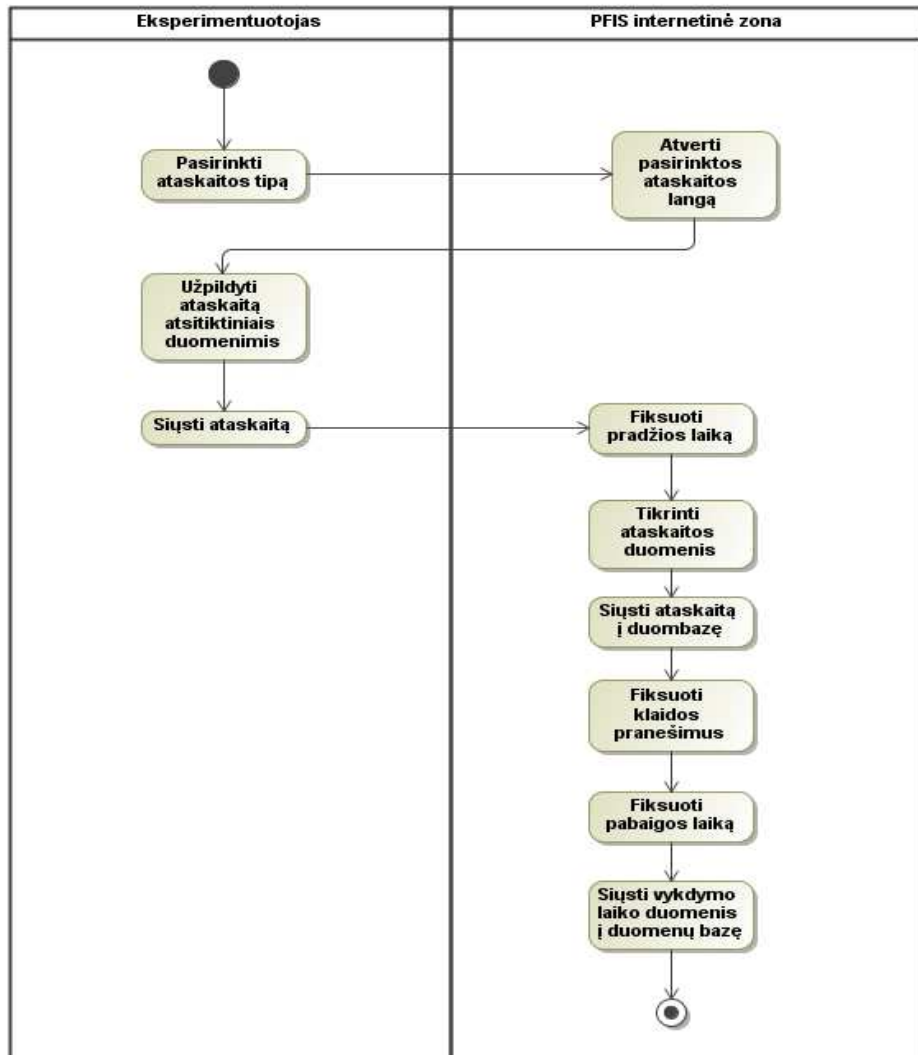 Eksperimentuotojas
PFIS internetinė zona
Pasirinkti
ataskaitos tipą
Atverti
pasirinktos
ataskaitos
langą
Užpildyti
ataskaitą
atsitiktiniais
duomenimis
Siųsti ataskaitą
Fiksuoti
pradžios laiką
Tikrinti
ataskaitos
duomenis
Siųsti ataskaitą
į duombazę
Fiksuoti
klaidos
pranešimus
Fiksuoti
pabaigos laiką
Siųsti vykdymo
laiko duomenis
į duomenų bazę